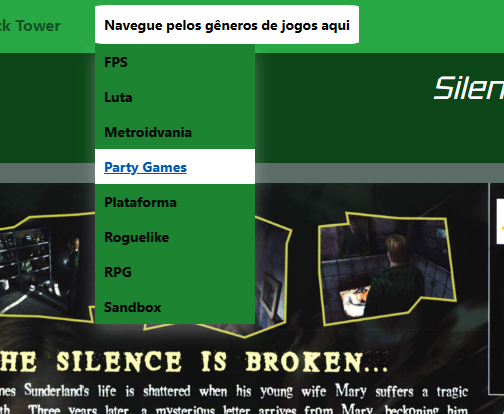 ck Tower
Navegue pelos gêneros de jogos aqui
FPS
Luta
Silen
Metroidvania
Party Games
Plataforma
Roguelike
RPG
Sandbox
HE SILENCE IS BROKEN...
nes Sunderland's life is shattered when his young wife Mary suffers a tragic
th. Three years later, a mysterious letter arrives from Mary, beckoning him